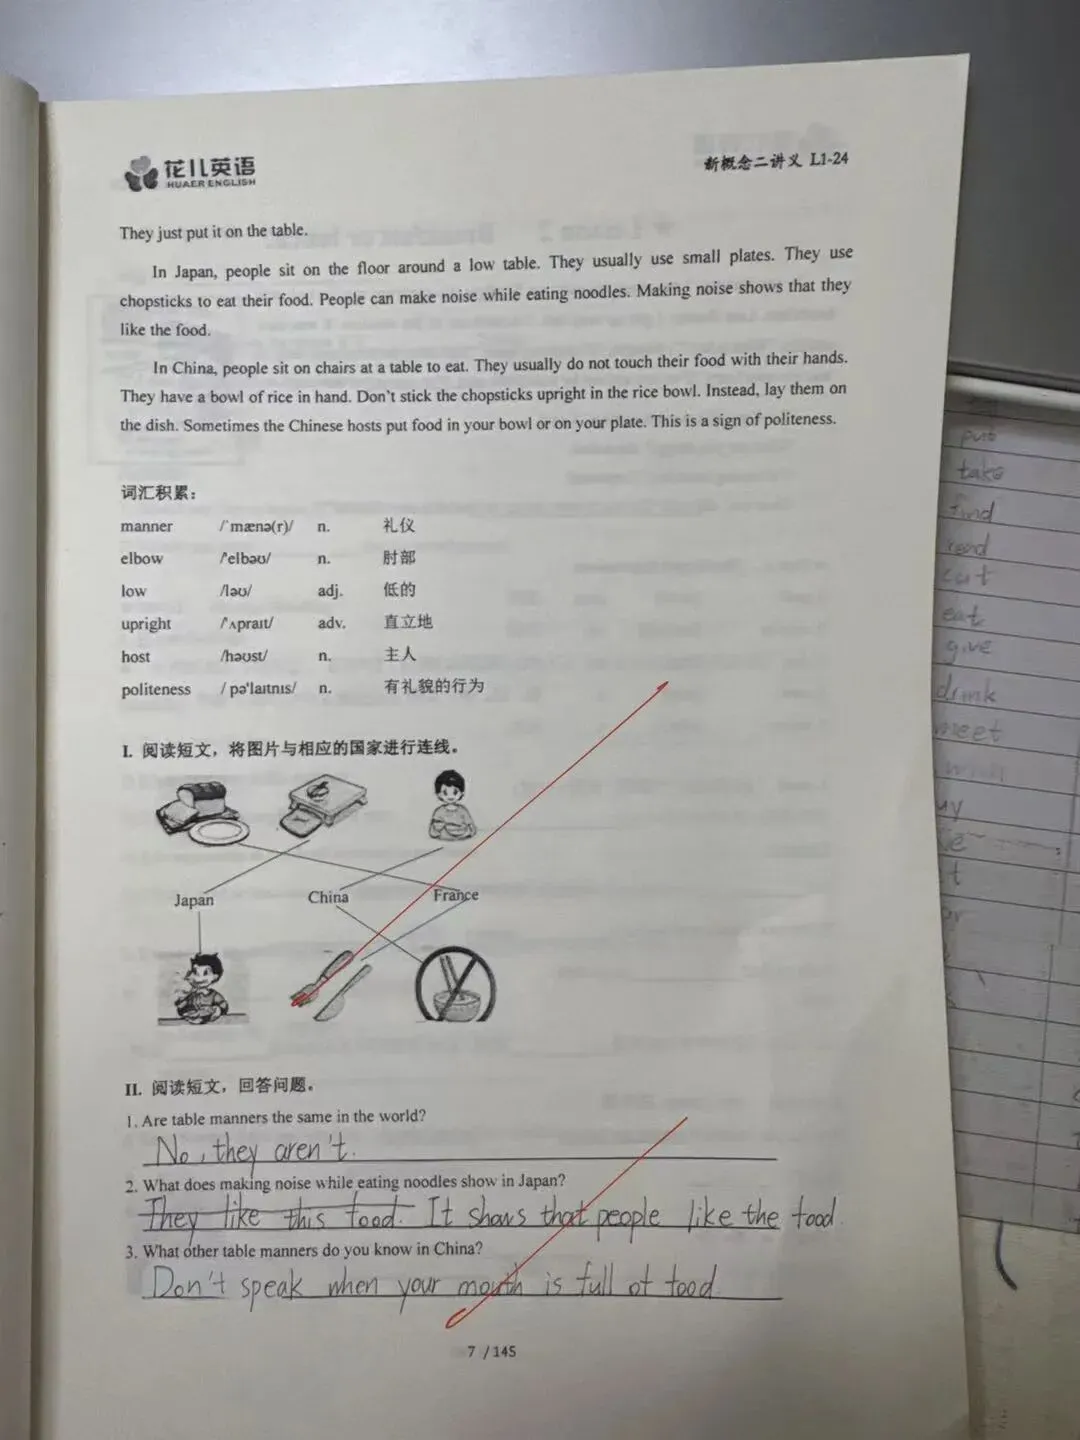 花儿英语
HUAER ENGLISH
新概念二讲义 L1-24
They just put it on the table.
In Japan, people sit on the floor around a low table. They usually use small plates. They use
chopsticks to eat their food. People can make noise while eating noodles. Making noise shows that they
like the food.
In China, people sit on chairs at a table to eat. They usually do not touch their food with their hands.
They have a bowl of rice in hand. Don't stick the chopsticks upright in the rice bowl. Instead, lay them on
the dish. Sometimes the Chinese hosts put food in your bowl or on your plate. This is a sign of politeness.
词汇积累：
manner /ˈmænə(r)/ n. 礼仪
elbow /ˈelbəʊ/ n. 肘部
low /ləʊ/ adj. 低的
upright /ˈʌpraɪt/ adv. 直立地
host /həʊst/ n. 主人
politeness / pə'laɪtnɪs/ n. 有礼貌的行为
I. 阅读短文，将图片与相应的国家进行连线。
Japan China France
II. 阅读短文，回答问题。
1. Are table manners the same in the world?
No, they aren't.
2. What does making noise while eating noodles show in Japan?
They like this food. It shows that people like the food.
3. What other table manners do you know in China?
Don't speak when your mouth is full of food.
7 / 145
put
take
find
read
cut
eat
give
drink
meet